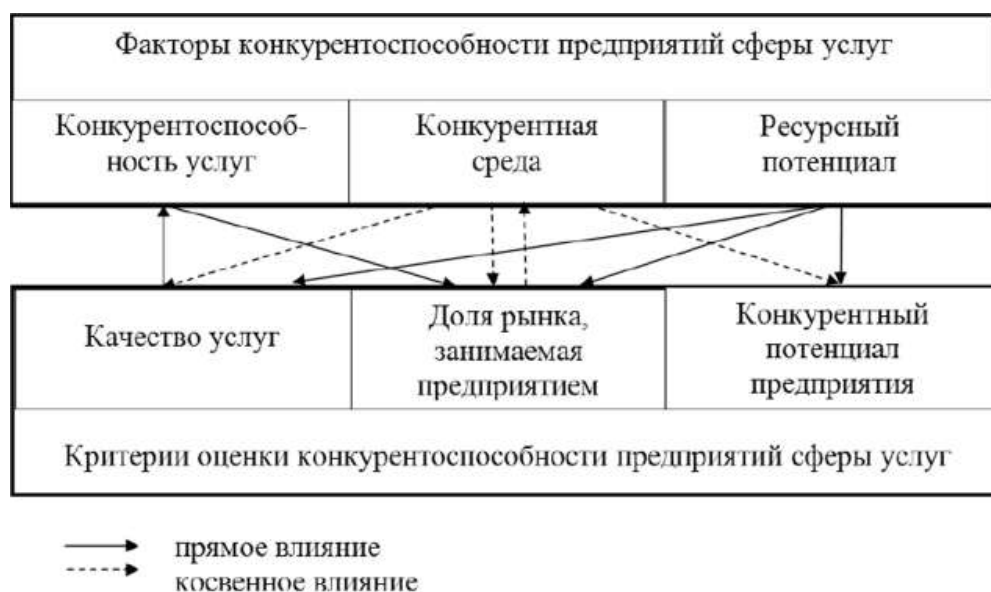 Факторы конкурентоспособности предприятий сферы услуг
Конкурентоспособ-
ность услуг
Конкурентная
среда
Ресурсный
потенциал
Качество услуг
Доля рынка,
занимаемая
предприятием
Конкурентный
потенциал
предприятия
Критерии оценки конкурентоспособности предприятий сферы услуг
прямое влияние
косвенное влияние